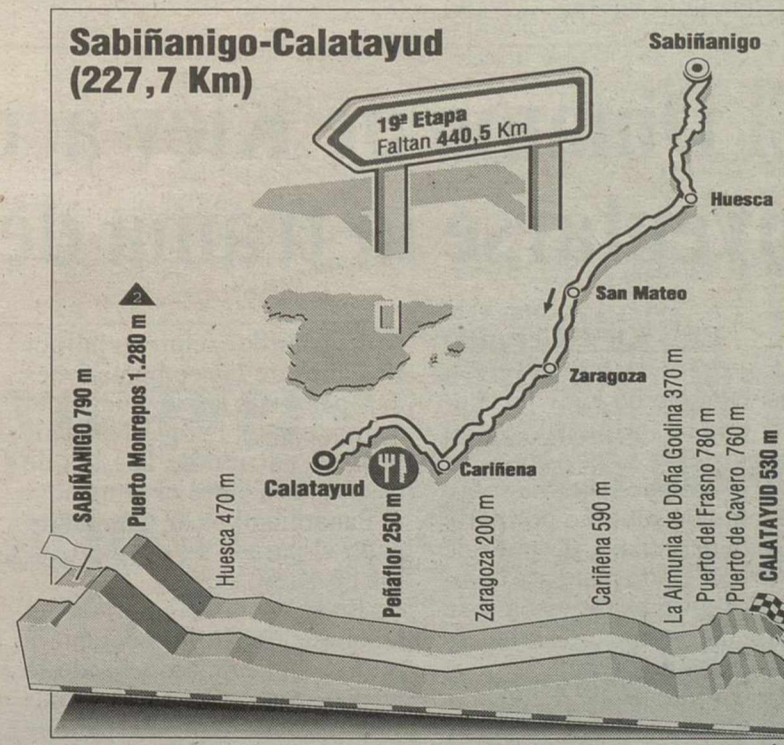 Sabiñanigo-Calatayud
(227,7 Km)
19ª Etapa
Faltan 440,5 Km
Sabiñanigo
Huesca
San Mateo
Zaragoza
Cariñena
Calatayud
SABIÑANIGO 790 m
2
Puerto Monrepos 1.280 m
Huesca 470 m
Peñaflor 250 m
Zaragoza 200 m
Cariñena 590 m
La Almunia de Doña Godina 370 m
Puerto del Frasno 780 m
Puerto de Cavero 760 m
CALATAYUD 530 m